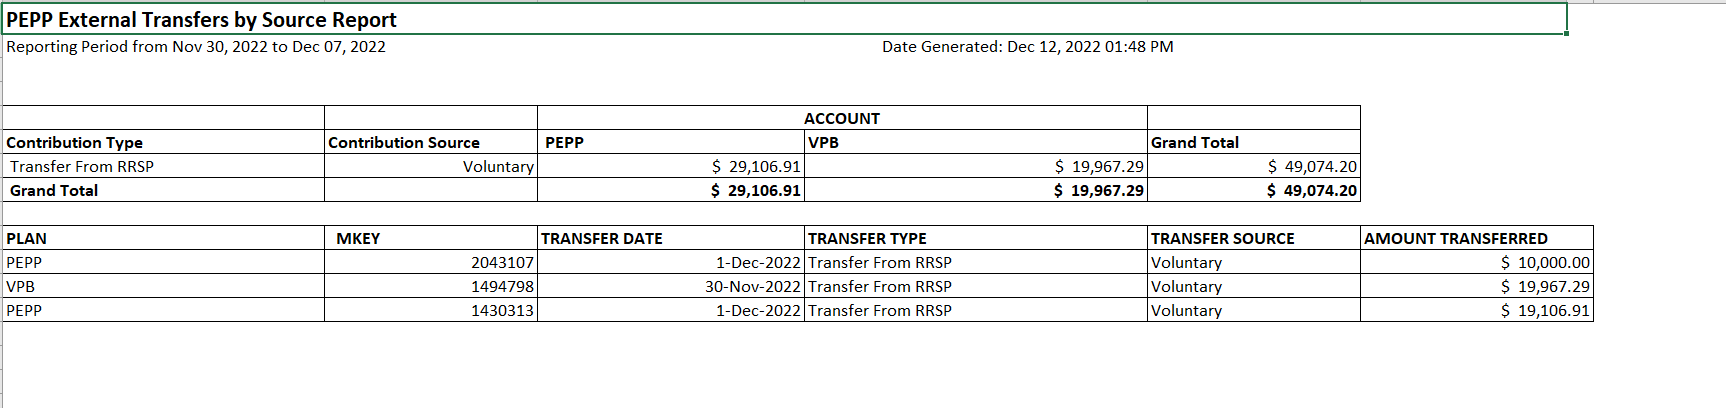 PEPP External Transfers by Source Report
Reporting Period from Nov 30, 2022 to Dec 07, 2022 Date Generated: Dec 12, 2022 01:48 PM
ACCOUNT
Contribution Type Contribution Source PEPP VPB Grand Total
Transfer From RRSP Voluntary $ 29,106.91 $ 19,967.29 $ 49,074.20
Grand Total $ 29,106.91 $ 19,967.29 $ 49,074.20
PLAN MKEY TRANSFER DATE TRANSFER TYPE TRANSFER SOURCE AMOUNT TRANSFERRED
PEPP 2043107 1-Dec-2022 Transfer From RRSP Voluntary $ 10,000.00
VPB 1494798 30-Nov-2022 Transfer From RRSP Voluntary $ 19,967.29
PEPP 1430313 1-Dec-2022 Transfer From RRSP Voluntary $ 19,106.91